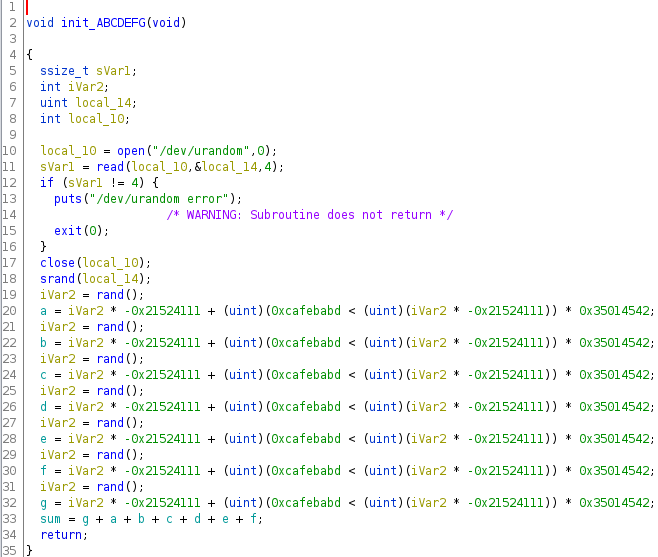 1
2 void init_ABCDEFG(void)
3
4 {
5   ssize_t sVar1;
6   int iVar2;
7   uint local_14;
8   int local_10;
9
10   local_10 = open("/dev/urandom",0);
11   sVar1 = read(local_10,&local_14,4);
12   if (sVar1 != 4) {
13     puts("/dev/urandom error");
14                     /* WARNING: Subroutine does not return */
15     exit(0);
16   }
17   close(local_10);
18   srand(local_14);
19   iVar2 = rand();
20   a = iVar2 * -0x21524111 + (uint)(0xcafebabd < (uint)(iVar2 * -0x21524111)) * 0x35014542;
21   iVar2 = rand();
22   b = iVar2 * -0x21524111 + (uint)(0xcafebabd < (uint)(iVar2 * -0x21524111)) * 0x35014542;
23   iVar2 = rand();
24   c = iVar2 * -0x21524111 + (uint)(0xcafebabd < (uint)(iVar2 * -0x21524111)) * 0x35014542;
25   iVar2 = rand();
26   d = iVar2 * -0x21524111 + (uint)(0xcafebabd < (uint)(iVar2 * -0x21524111)) * 0x35014542;
27   iVar2 = rand();
28   e = iVar2 * -0x21524111 + (uint)(0xcafebabd < (uint)(iVar2 * -0x21524111)) * 0x35014542;
29   iVar2 = rand();
30   f = iVar2 * -0x21524111 + (uint)(0xcafebabd < (uint)(iVar2 * -0x21524111)) * 0x35014542;
31   iVar2 = rand();
32   g = iVar2 * -0x21524111 + (uint)(0xcafebabd < (uint)(iVar2 * -0x21524111)) * 0x35014542;
33   sum = g + a + b + c + d + e + f;
34   return;
35 }